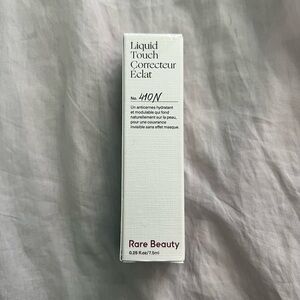 Liquid
Touch
Correcteur
Éclat
No. 410N
Un anticernes hydratant
et modulable qui fond
naturellement sur la peau,
pour une couvrance
invisible sans effet masque.
Rare Beauty
0.25 fl.oz/7.5ml